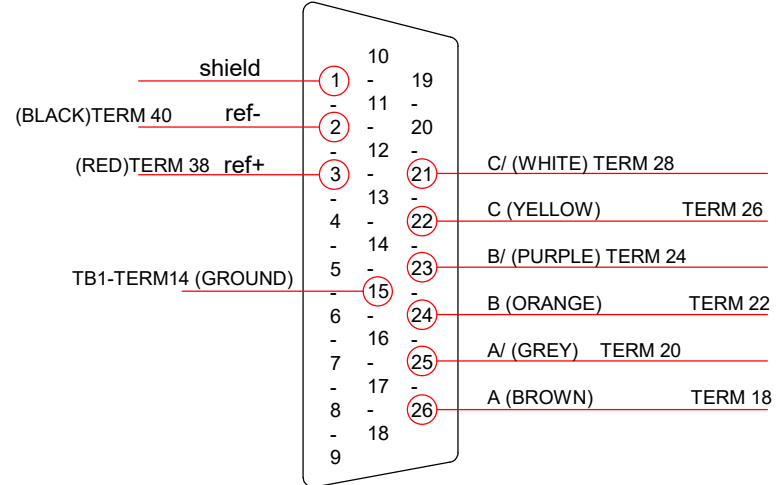 10
shield 1 - 19
- 11 -
(BLACK)TERM 40 ref- 2 - 20
- 12 -
(RED)TERM 38 ref+ 3 - 21 C/ (WHITE) TERM 28
- 13 -
4 - 22 C (YELLOW) TERM 26
- 14 -
5 - 23 B/ (PURPLE) TERM 24
TB1-TERM14 (GROUND) - 15 -
6 - 24 B (ORANGE) TERM 22
- 16 -
7 - 25 A/ (GREY) TERM 20
- 17 -
8 - 26 A (BROWN) TERM 18
- 18
9